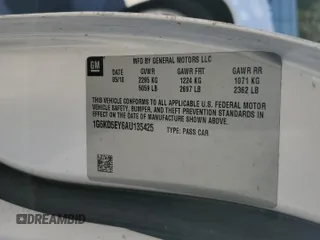 GM
MFD BY GENERAL MOTORS LLC
DATE GVWR GAWR FRT GAWR RR
05/10 2295 KG 1224 KG 1071 KG
5059 LB 2697 LB 2362 LB
THIS VEHICLE CONFORMS TO ALL APPLICABLE U.S. FEDERAL MOTOR
VEHICLE SAFETY, BUMPER, AND THEFT PREVENTION STANDARDS IN
EFFECT ON THE DATE OF MANUFACTURE SHOWN ABOVE.
1G6KD5EY6AU135425 TYPE: PASS CAR
DREAMBID